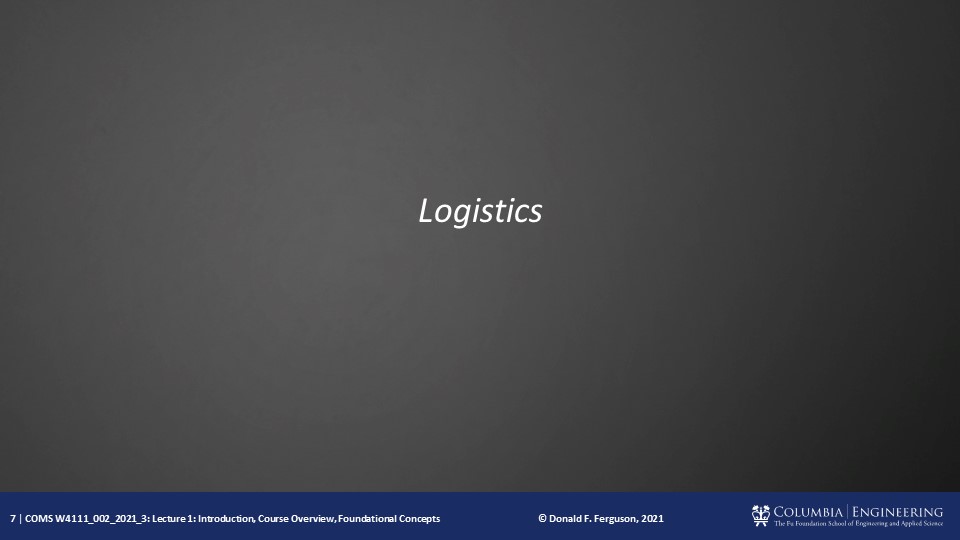 Logistics
7 | COMS W4111_002_2021_3: Lecture 1: Introduction, Course Overview, Foundational Concepts
© Donald F. Ferguson, 2021
COLUMBIA | ENGINEERING
The Fu Foundation School of Engineering and Applied Science